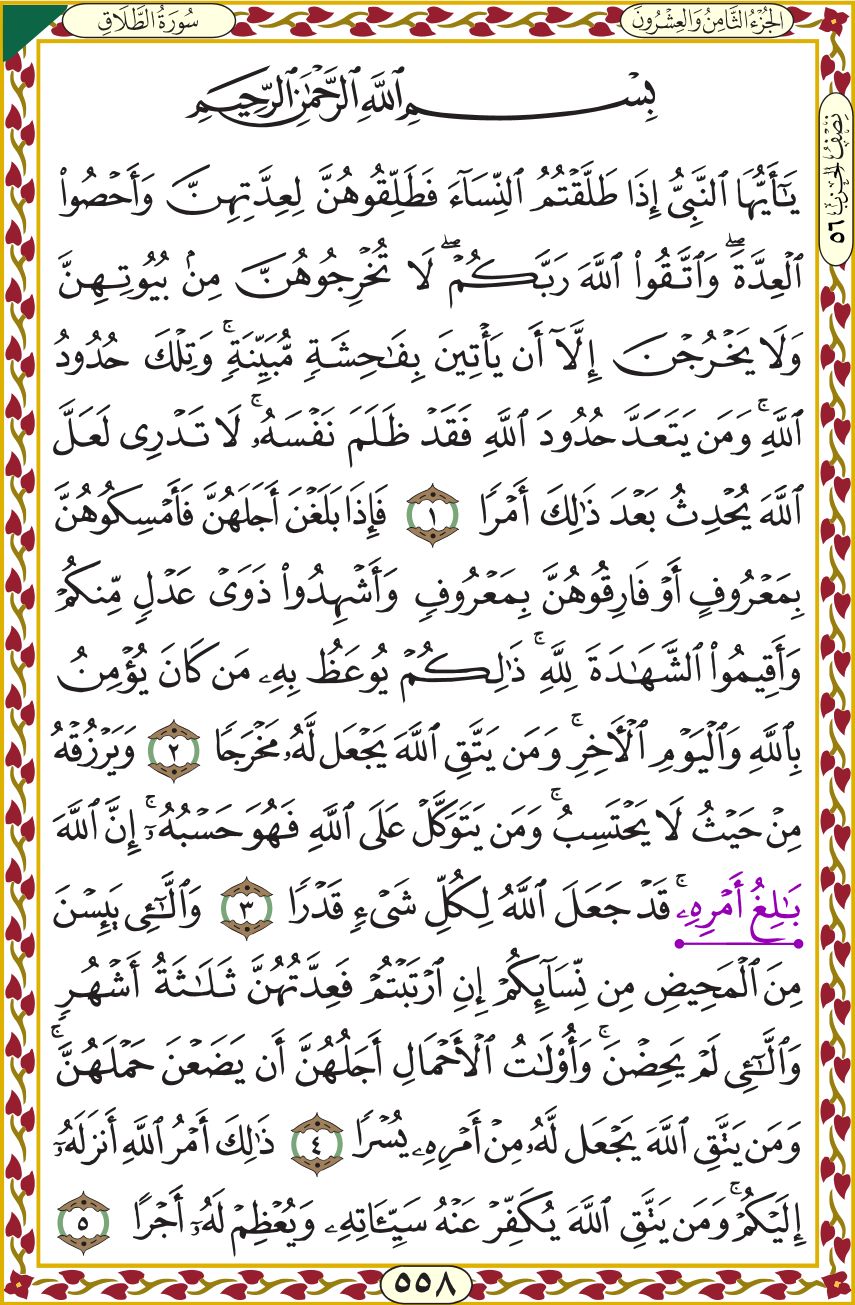 سُورَةُ الطَّلَاقِ
الجُزْءُ الثَّامِنُ وَالعِشْرُونَ
نِصْفُ الحِزْبِ ٥٦
بِسْمِ ٱللَّهِ ٱلرَّحْمَٰنِ ٱلرَّحِيمِ
يَٰٓأَيُّهَا ٱلنَّبِىُّ إِذَا طَلَّقْتُمُ ٱلنِّسَآءَ فَطَلِّقُوهُنَّ لِعِدَّتِهِنَّ وَأَحْصُوا۟
ٱلْعِدَّةَ ۖ وَٱتَّقُوا۟ ٱللَّهَ رَبَّكُمْ ۖ لَا تُخْرِجُوهُنَّ مِنۢ بُيُوتِهِنَّ
وَلَا يَخْرُجْنَ إِلَّآ أَن يَأْتِينَ بِفَٰحِشَةٍ مُّبَيِّنَةٍ ۚ وَتِلْكَ حُدُودُ
ٱللَّهِ ۚ وَمَن يَتَعَدَّ حُدُودَ ٱللَّهِ فَقَدْ ظَلَمَ نَفْسَهُۥ ۚ لَا تَدْرِى لَعَلَّ
ٱللَّهَ يُحْدِثُ بَعْدَ ذَٰلِكَ أَمْرًا ١ فَإِذَا بَلَغْنَ أَجَلَهُنَّ فَأَمْسِكُوهُنَّ
بِمَعْرُوفٍ أَوْ فَارِقُوهُنَّ بِمَعْرُوفٍ وَأَشْهِدُوا۟ ذَوَىْ عَدْلٍ مِّنكُمْ
وَأَقِيمُوا۟ ٱلشَّهَٰدَةَ لِلَّهِ ۚ ذَٰلِكُمْ يُوعَظُ بِهِۦ مَن كَانَ يُؤْمِنُ
بِٱللَّهِ وَٱلْيَوْمِ ٱلْءَاخِرِ ۚ وَمَن يَتَّقِ ٱللَّهَ يَجْعَل لَّهُۥ مَخْرَجًا ٢ وَيَرْزُقْهُ
مِنْ حَيْثُ لَا يَحْتَسِبُ ۚ وَمَن يَتَوَكَّلْ عَلَى ٱللَّهِ فَهُوَ حَسْبُهُۥٓ ۚ إِنَّ ٱللَّهَ
بَٰلِغُ أَمْرِهِۦ ۚ قَدْ جَعَلَ ٱللَّهُ لِكُلِّ شَىْءٍ قَدْرًا ٣ وَٱلَّٰٓـِٔى يَئِسْنَ
مِنَ ٱلْمَحِيضِ مِن نِّسَآئِكُمْ إِنِ ٱرْتَبْتُمْ فَعِدَّتُهُنَّ ثَلَٰثَةُ أَشْهُرٍ
وَٱلَّٰٓـِٔى لَمْ يَحِضْنَ ۚ وَأُو۟لَٰتُ ٱلْأَحْمَالِ أَجَلُهُنَّ أَن يَضَعْنَ حَمْلَهُنَّ ۚ
وَمَن يَتَّقِ ٱللَّهَ يَجْعَل لَّهُۥ مِنْ أَمْرِهِۦ يُسْرًا ٤ ذَٰلِكَ أَمْرُ ٱللَّهِ أَنزَلَهُۥٓ
إِلَيْكُمْ ۚ وَمَن يَتَّقِ ٱللَّهَ يُكَفِّرْ عَنْهُ سَيِّـَٔاتِهِۦ وَيُعْظِمْ لَهُۥٓ أَجْرًا ٥
٥٥٨